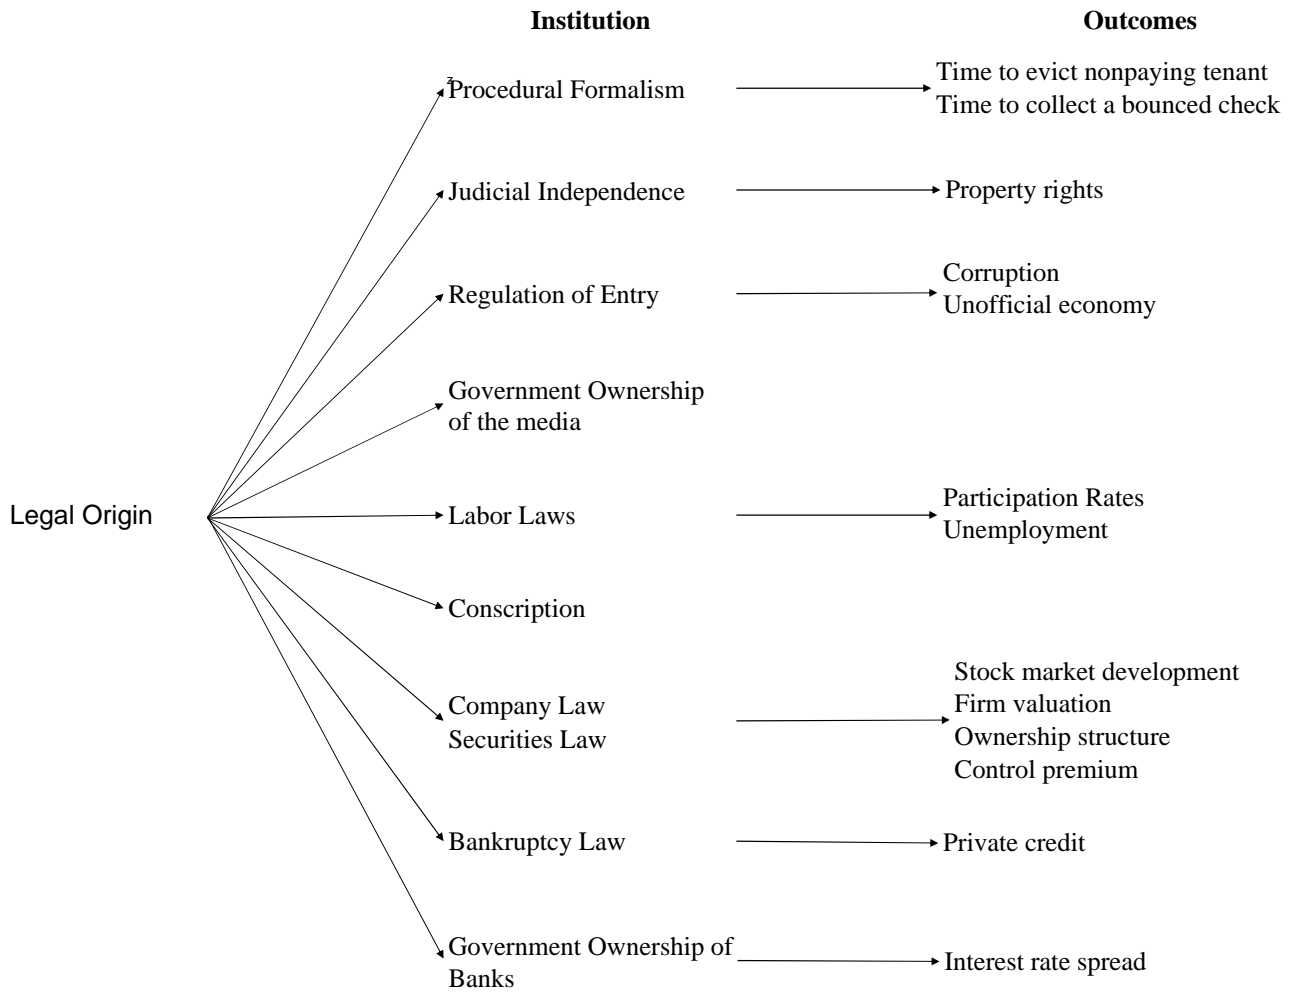 Institution
Outcomes
z
Procedural Formalism
Time to evict nonpaying tenant
Time to collect a bounced check
Judicial Independence
Property rights
Regulation of Entry
Corruption
Unofficial economy
Government Ownership
of the media
Legal Origin
Labor Laws
Participation Rates
Unemployment
Conscription
Company Law
Securities Law
Stock market development
Firm valuation
Ownership structure
Control premium
Bankruptcy Law
Private credit
Government Ownership of
Banks
Interest rate spread